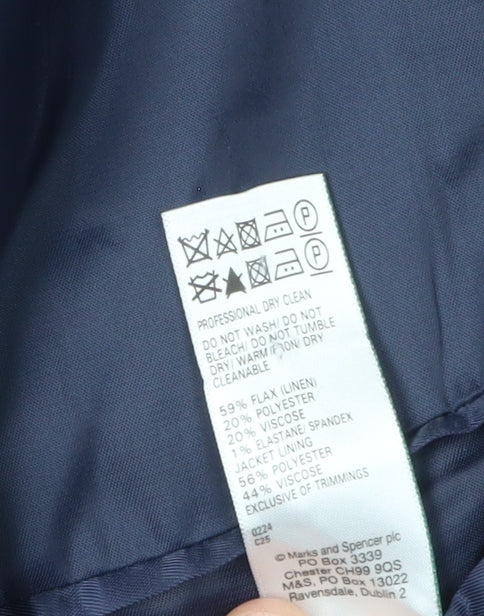 P
P
PROFESSIONAL DRY CLEAN
DO NOT WASH/ DO NOT
BLEACH/ DO NOT TUMBLE
DRY/ WARM IRON/ DRY
CLEANABLE
59% FLAX (LINEN)
20% POLYESTER
20% VISCOSE
1% ELASTANE/ SPANDEX
JACKET LINING
56% POLYESTER
44% VISCOSE
EXCLUSIVE OF TRIMMINGS
0224
C25
© Marks and Spencer plc
PO Box 3339
Chester CH99 9QS
M&S, PO Box 13022
Ravensdale, Dublin 2